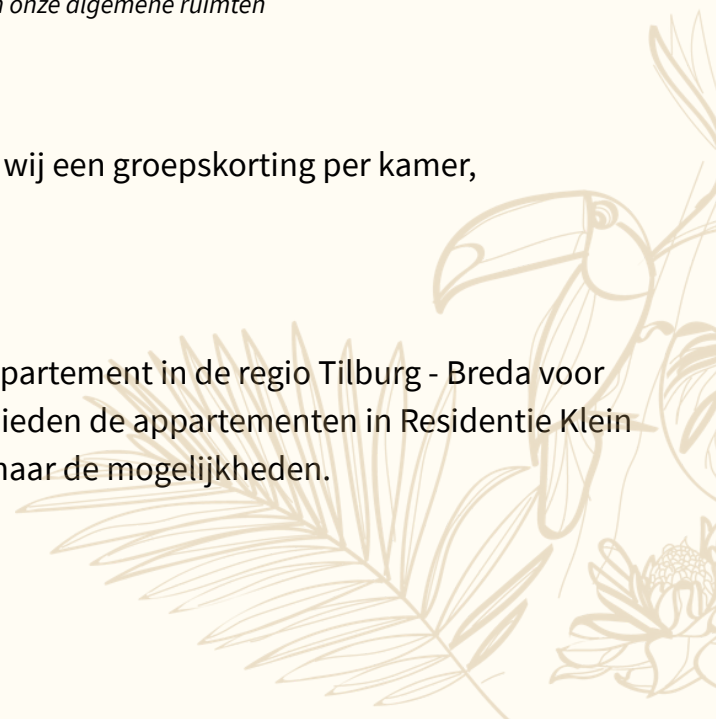 onze algemene ruimten
wij een groepskorting per kamer,
partement in de regio Tilburg - Breda voor
ieden de appartementen in Residentie Klein
naar de mogelijkheden.